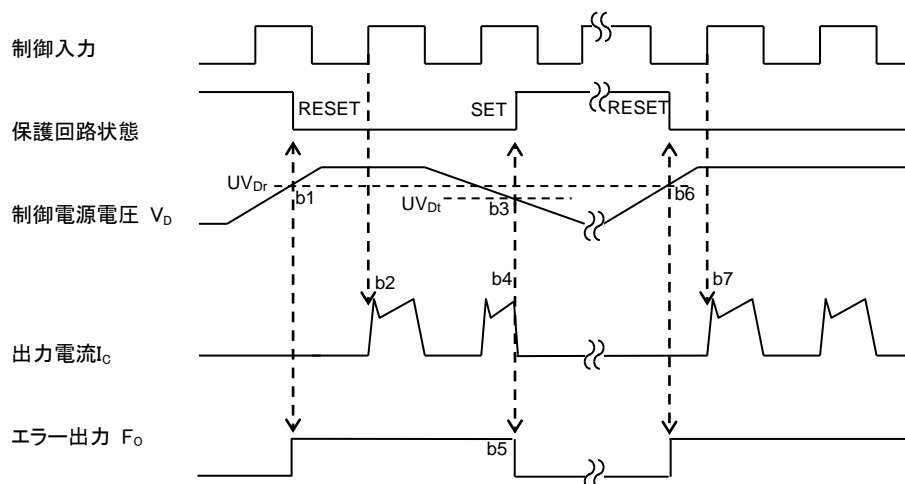 制御入力
RESET
SET
RESET
保護回路状態
UVDr
b1
b6
UVDt
b3
制御電源電圧 VD
b2
b4
b7
出力電流IC
エラー出力 FO
b5